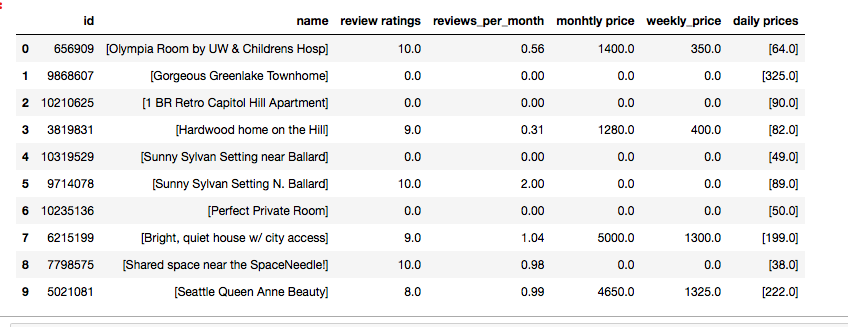 id name review ratings reviews_per_month monhtly price weekly_price daily prices
0 656909 [Olympia Room by UW & Childrens Hosp] 10.0 0.56 1400.0 350.0 [64.0]
1 9868607 [Gorgeous Greenlake Townhome] 0.0 0.00 0.0 0.0 [325.0]
2 10210625 [1 BR Retro Capitol Hill Apartment] 0.0 0.00 0.0 0.0 [90.0]
3 3819831 [Hardwood home on the Hill] 9.0 0.31 1280.0 400.0 [82.0]
4 10319529 [Sunny Sylvan Setting near Ballard] 0.0 0.00 0.0 0.0 [49.0]
5 9714078 [Sunny Sylvan Setting N. Ballard] 10.0 2.00 0.0 0.0 [89.0]
6 10235136 [Perfect Private Room] 0.0 0.00 0.0 0.0 [50.0]
7 6215199 [Bright, quiet house w/ city access] 9.0 1.04 5000.0 1300.0 [199.0]
8 7798575 [Shared space near the SpaceNeedle!] 10.0 0.98 0.0 0.0 [38.0]
9 5021081 [Seattle Queen Anne Beauty] 8.0 0.99 4650.0 1325.0 [222.0]